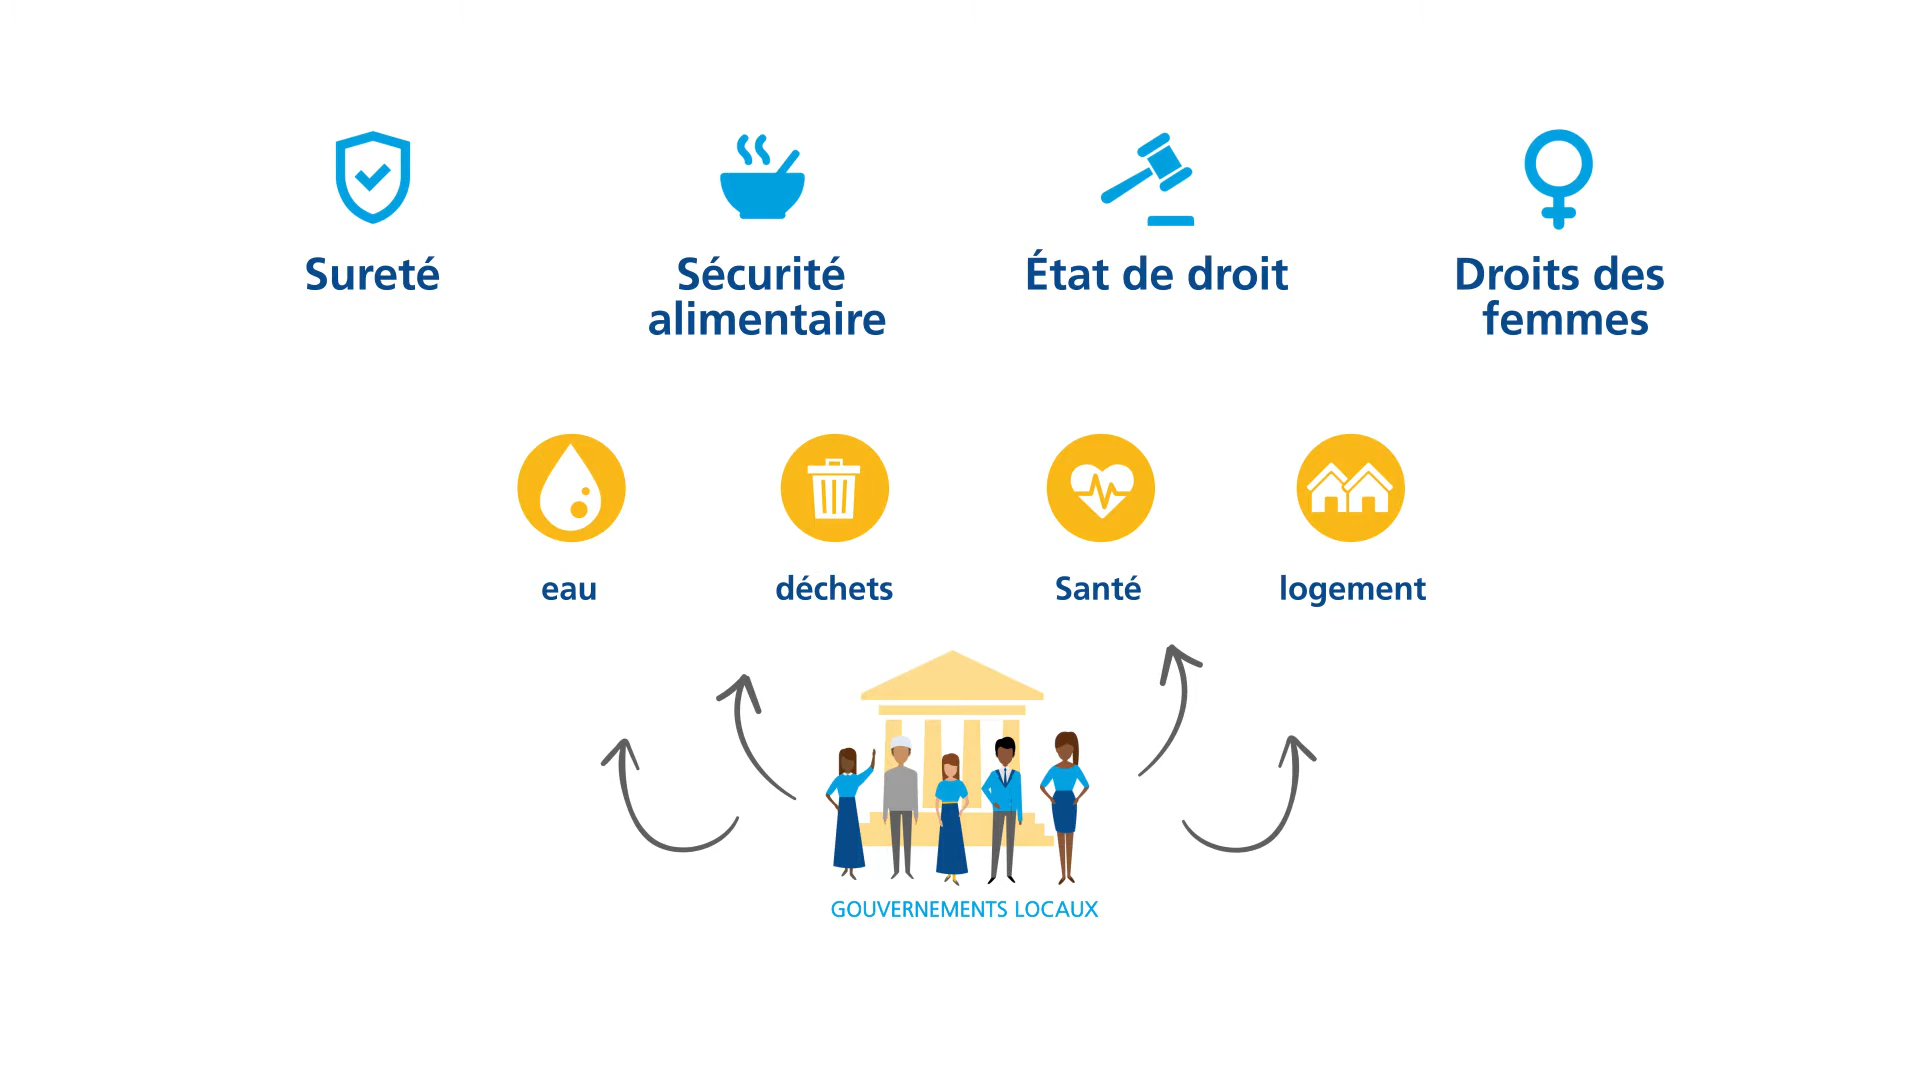 Sureté
Sécurité
alimentaire
État de droit
Droits des
femmes
eau
déchets
Santé
logement
GOUVERNEMENTS LOCAUX